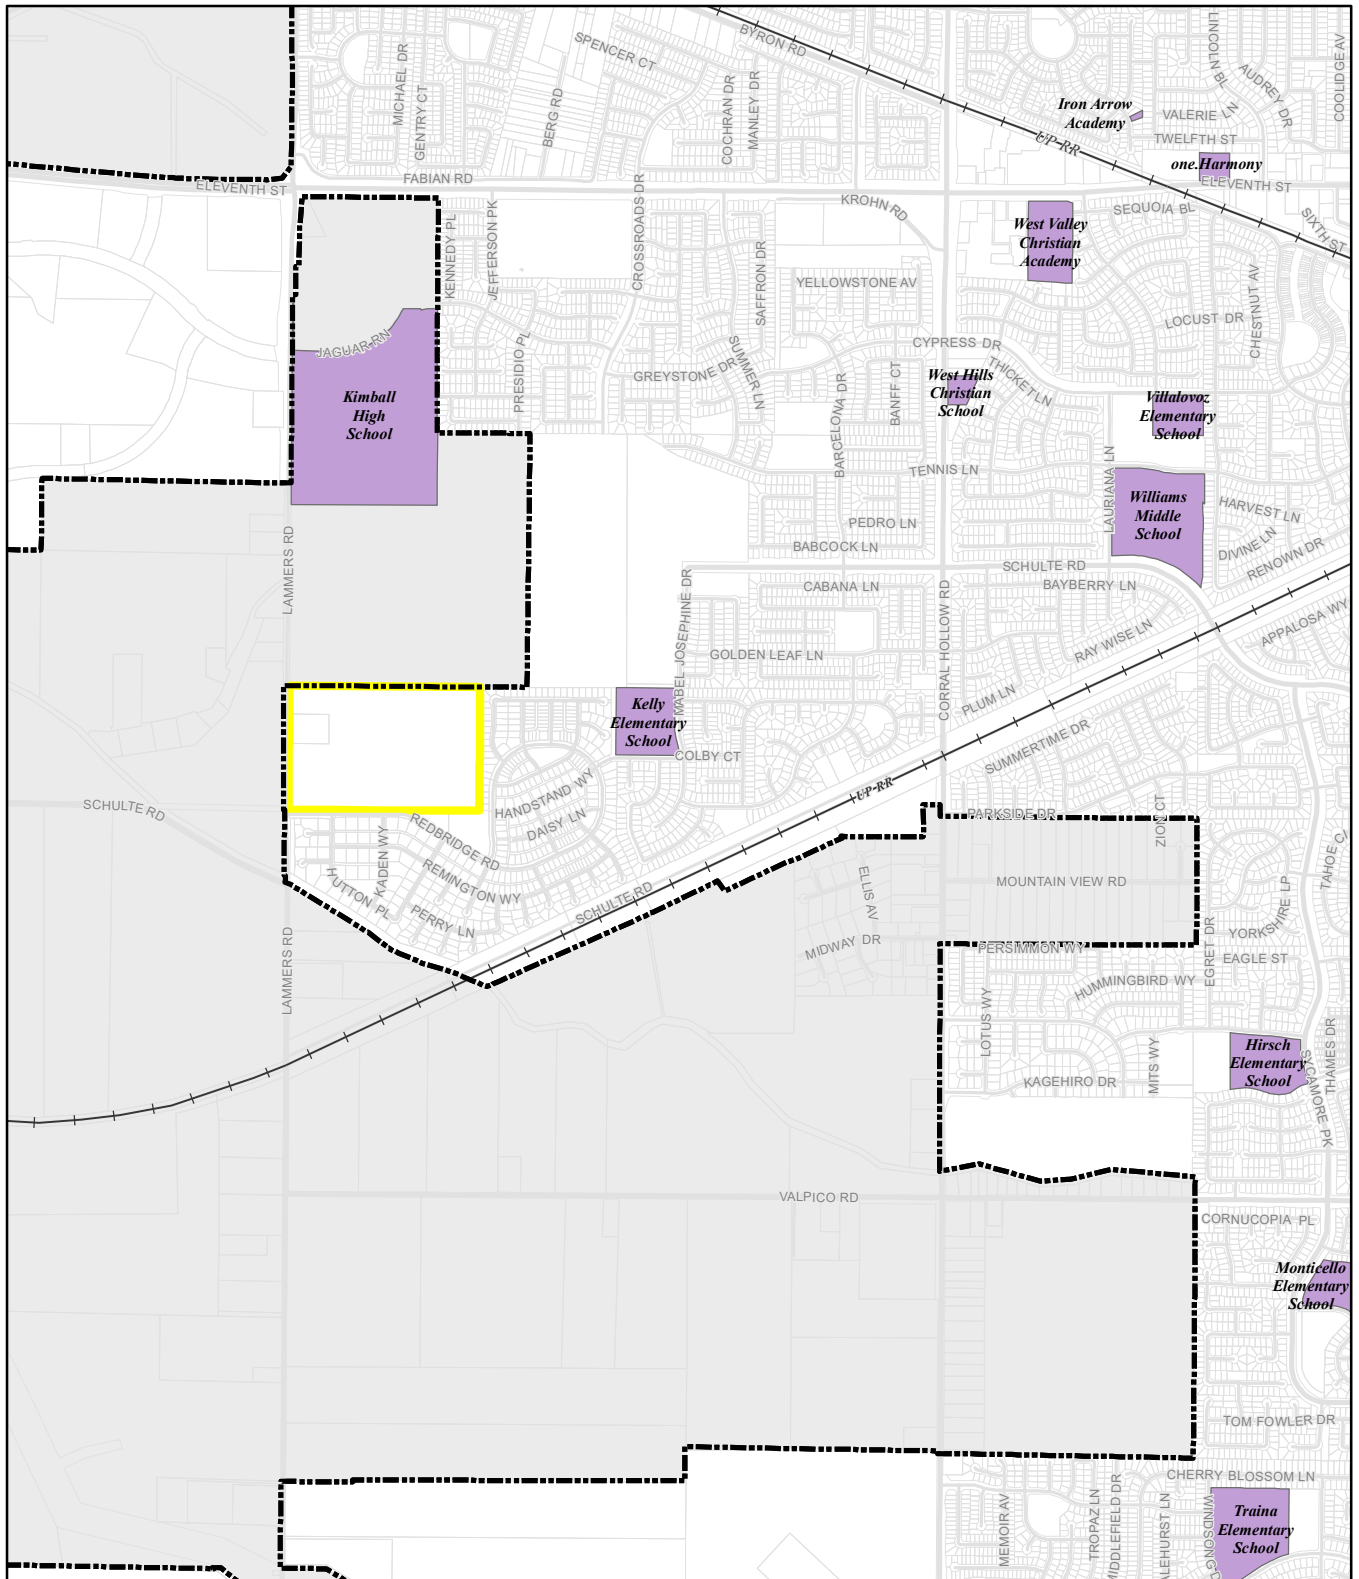 BYRON RD
SPENCER CT
MICHAEL DR
GENTRY CT
BERG RD
COCHRAN DR
MANLEY DR
LINCOLN BL
AUDREY DR
COOLIDGE AV
Iron Arrow
Academy
VALERIE LN
TWELFTH ST
UP-RR
one.Harmony
ELEVENTH ST
FABIAN RD
ELEVENTH ST
KROHN RD
SEQUOIA BL
SIXTH ST
West Valley
Christian
Academy
KENNEDY PL
JEFFERSON PK
CROSSROADS DR
SAFFRON DR
YELLOWSTONE AV
CHESTNUT AV
LOCUST DR
JAGUAR RN
PRESIDIO PL
GREYSTONE DR
SUMMER LN
CYPRESS DR
THICKET LN
BARCELONA DR
BANFF CT
West Hills
Christian
School
Kimball
High
School
Villalovoz
Elementary
School
TENNIS LN
LAURIANA LN
Williams
Middle
School
HARVEST LN
DIVINE LN
RENOWN DR
PEDRO LN
BABCOCK LN
LAMMERS RD
SCHULTE RD
CABANA LN
BAYBERRY LN
MABEL JOSEPHINE DR
CORRAL HOLLOW RD
GOLDEN LEAF LN
RAY WISE LN
APPALOSA WY
PLUM LN
Kelly
Elementary
School
COLBY CT
SUMMERTIME DR
HANDSTAND WY
DAISY LN
UP-RR
SCHULTE RD
PARKSIDE DR
ZION CT
REDBRIDGE RD
KADEN WY
REMINGTON WY
HUTTON PL
PERRY LN
SCHULTE RD
ELLIS AV
MIDWAY DR
MOUNTAIN VIEW RD
TAHOE CI
YORKSHIRE LP
PERSIMMON WY
EGRET DR
EAGLE ST
LAMMERS RD
HUMMINGBIRD WY
LOTUS WY
MITS WY
KAGEHIRO DR
Hirsch
Elementary
School
SYCAMORE PK
THAMES DR
VALPICO RD
CORNUCOPIA PL
Monticello
Elementary
School
TOM FOWLER DR
CHERRY BLOSSOM LN
MEMOIR AV
TROPAZ LN
MIDDLEFIELD DR
Traina
Elementary
School